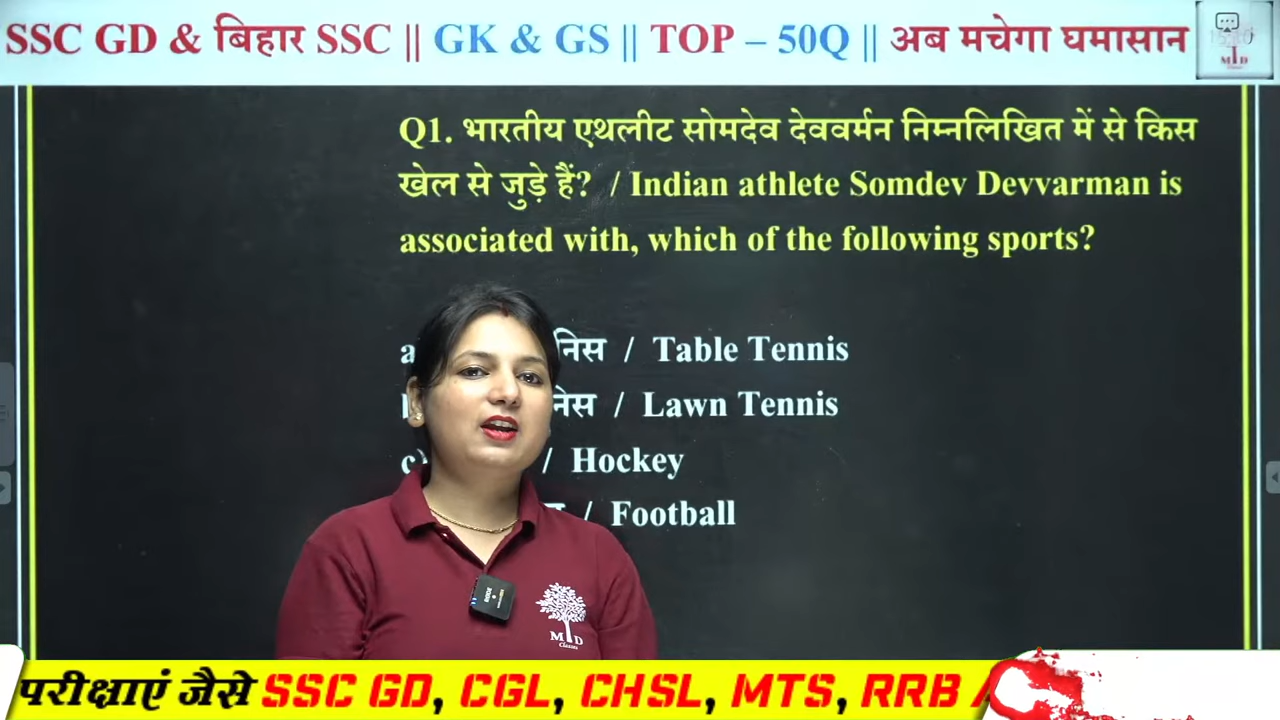 SSC GD & बिहार SSC || GK & GS || TOP – 50Q || अब मचेगा घमासान
Q1. भारतीय एथलीट सोमदेव देववर्मन निम्नलिखित में से किस
खेल से जुड़े हैं? / Indian athlete Somdev Devvarman is
associated with, which of the following sports?
/ Table Tennis
/ Lawn Tennis
c) / Hockey
/ Football
MD
Classes
परीक्षाएं जैसे SSC GD, CGL, CHSL, MTS, RRB